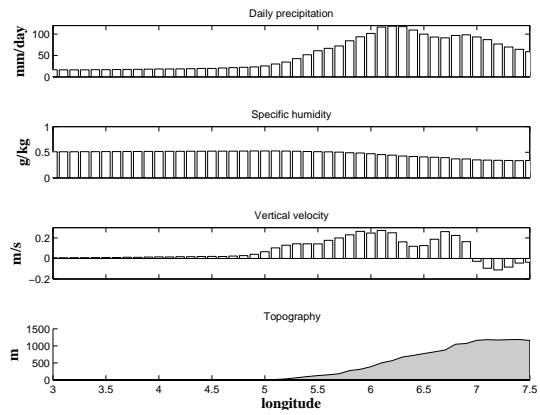 Daily precipitation
mm/day
100
50
0
Specific humidity
g/kg
1
0.5
0
Vertical velocity
m/s
0.2
0
−0.2
Topography
m
1500
1000
500
0
3 3.5 4 4.5 5 5.5 6 6.5 7 7.5
longitude